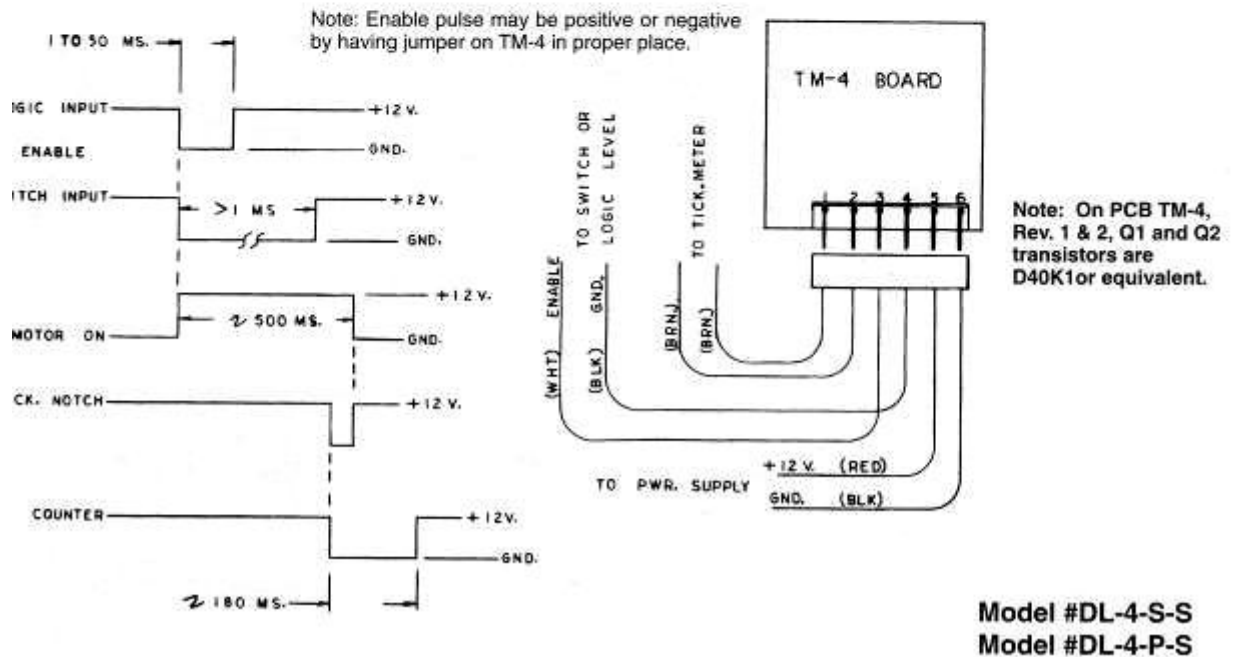 Note: Enable pulse may be positive or negative
by having jumper on TM-4 in proper place.
1 TO 50 MS.
OGIC INPUT
+12 V.
GND.
ENABLE
ITCH INPUT
>1 MS
+12 V.
GND.
+12 V.
~ 500 MS.
MOTOR ON
GND.
CK. NOTCH
+12 V.
COUNTER
+12V.
GND.
~ 180 MS.
TM-4 BOARD
1 2 3 4 5 6
TO SWITCH OR
LOGIC LEVEL
TO TICK.METER
(WHT) ENABLE
(BLK) GND.
(BRN.)
(BRN)
Note: On PCB TM-4,
Rev. 1 & 2, Q1 and Q2
transistors are
D40K1or equivalent.
+12 V. (RED)
TO PWR. SUPPLY
GND. (BLK)
Model #DL-4-S-S
Model #DL-4-P-S